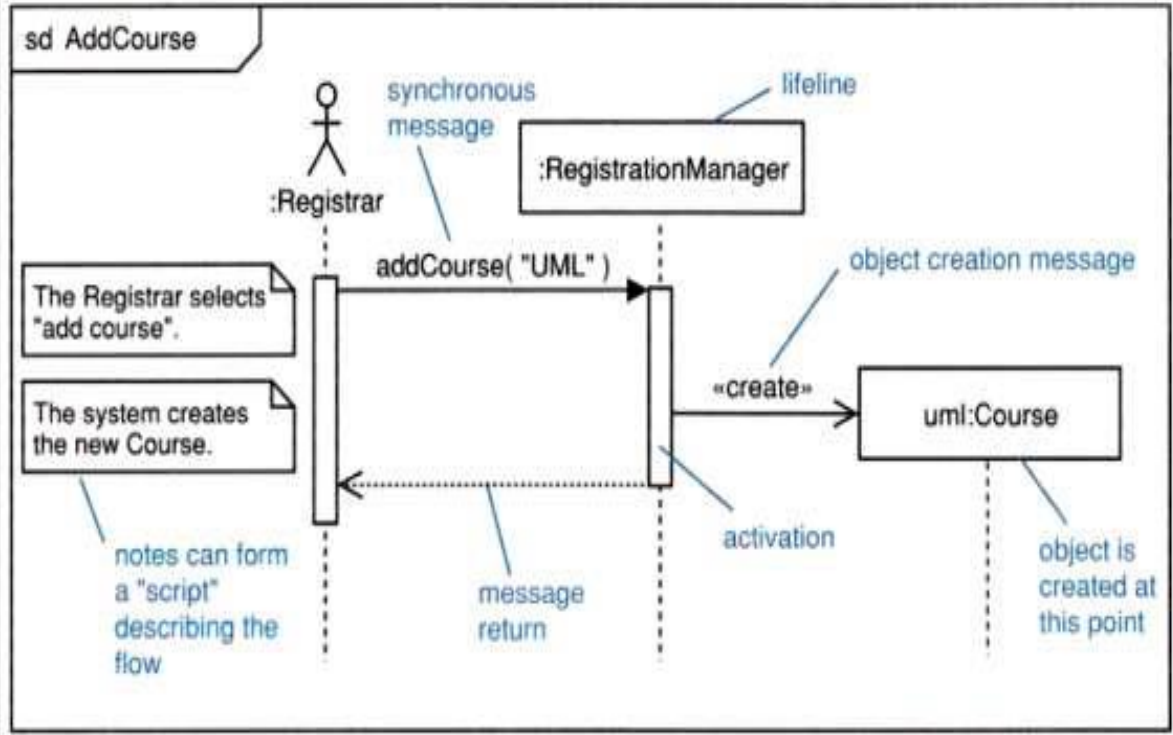 sd AddCourse
synchronous
message
lifeline
:RegistrationManager
:Registrar
addCourse( "UML" )
object creation message
The Registrar selects
"add course".
«create»
uml:Course
The system creates
the new Course.
activation
notes can form
a "script"
describing the
flow
message
return
object is
created at
this point